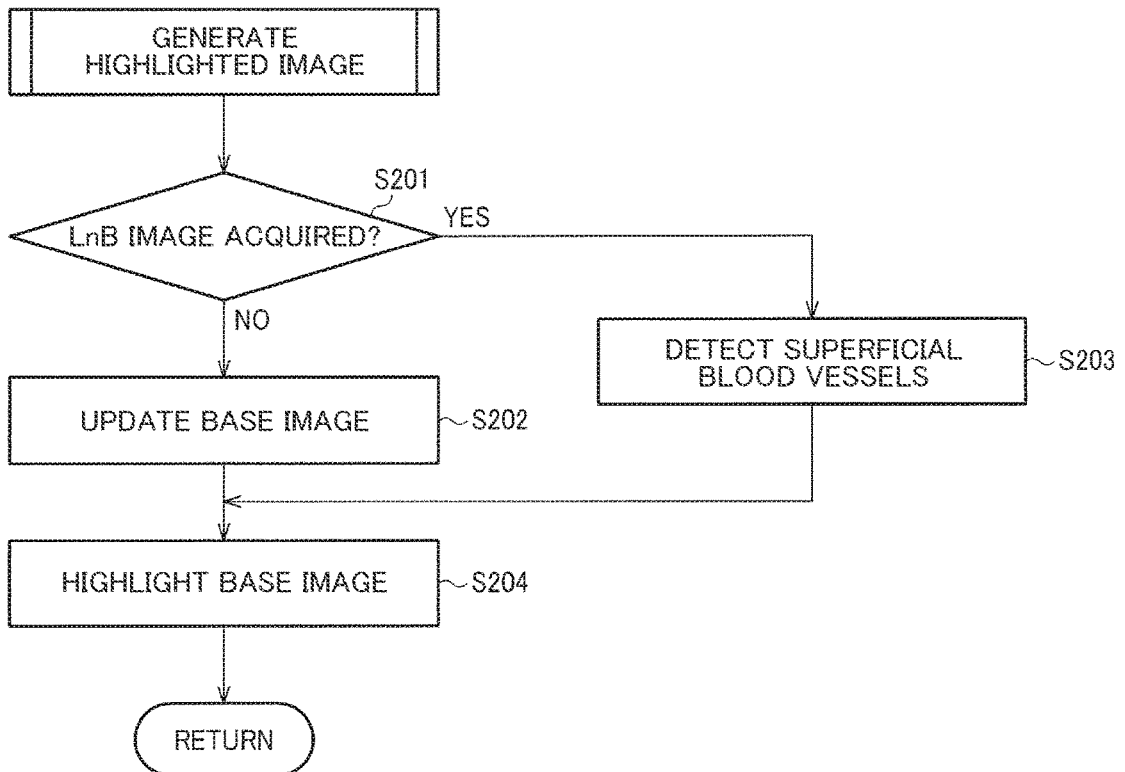 GENERATE
HIGHLIGHTED IMAGE
S201
LnB IMAGE ACQUIRED?
YES
NO
DETECT SUPERFICIAL
BLOOD VESSELS
S203
UPDATE BASE IMAGE
S202
HIGHLIGHT BASE IMAGE
S204
RETURN